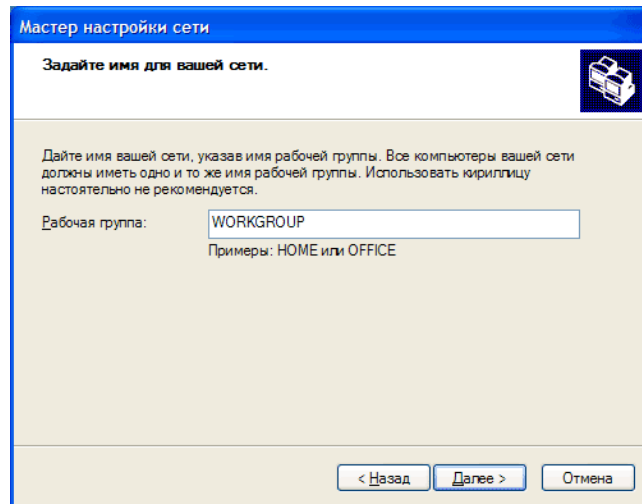 Мастер настройки сети
Задайте имя для вашей сети.
Дайте имя вашей сети, указав имя рабочей группы. Все компьютеры вашей сети
должны иметь одно и то же имя рабочей группы. Использовать кириллицу
настоятельно не рекомендуется.
Рабочая группа: WORKGROUP
Примеры: HOME или OFFICE
< Назад Далее > Отмена